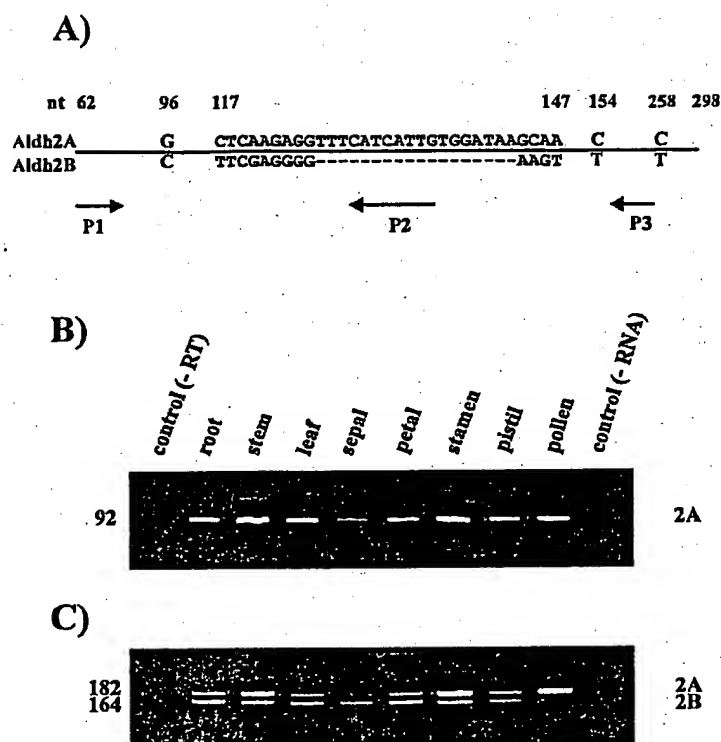 A)
nt 62 96 117 147 154 258 298
Aldh2A G CTCAAGAGGTTTCATCATTGTGGATAAGCAA C C
Aldh2B C TTCGAGGGG------------------AAGT T T
P1 P2 P3
B)
control (- RT) root stem leaf sepal petal stamen pistil pollen control (- RNA)
92 2A
C)
182 2A
164 2B